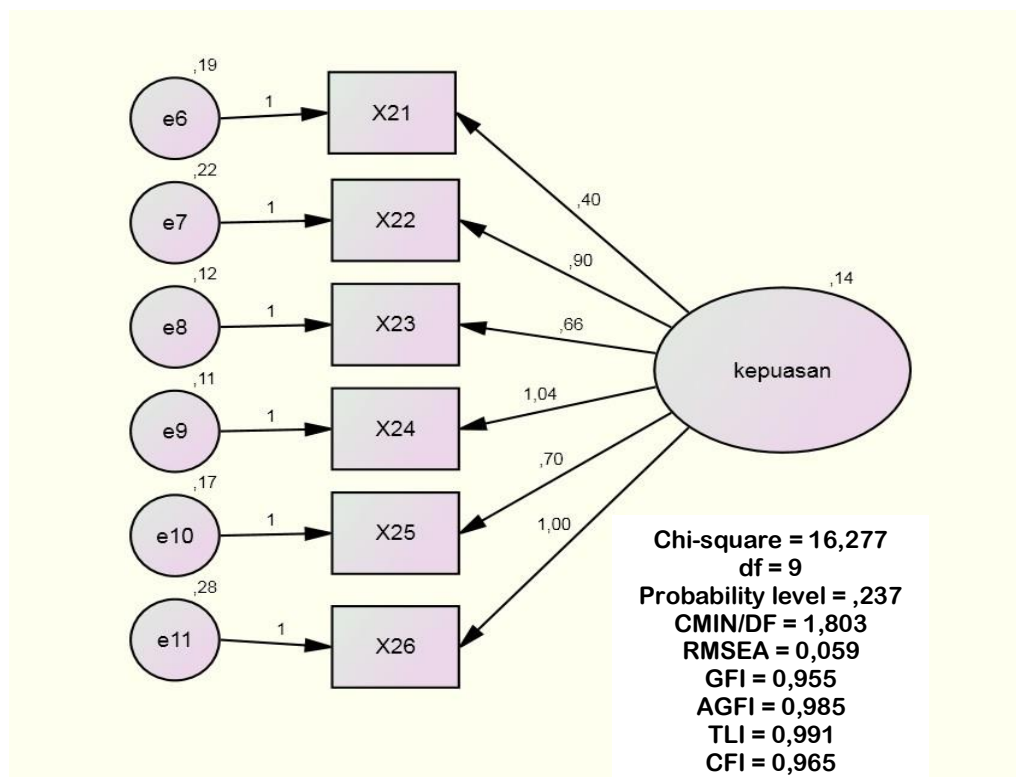 ,19
e6
1
X21
,40
,22
e7
1
X22
,90
,12
e8
1
X23
,66
,14
kepuasan
,11
e9
1
X24
1,04
,17
e10
1
X25
,70
,28
e11
1
X26
1,00
Chi-square = 16,277
df = 9
Probability level = ,237
CMIN/DF = 1,803
RMSEA = 0,059
GFI = 0,955
AGFI = 0,985
TLI = 0,991
CFI = 0,965